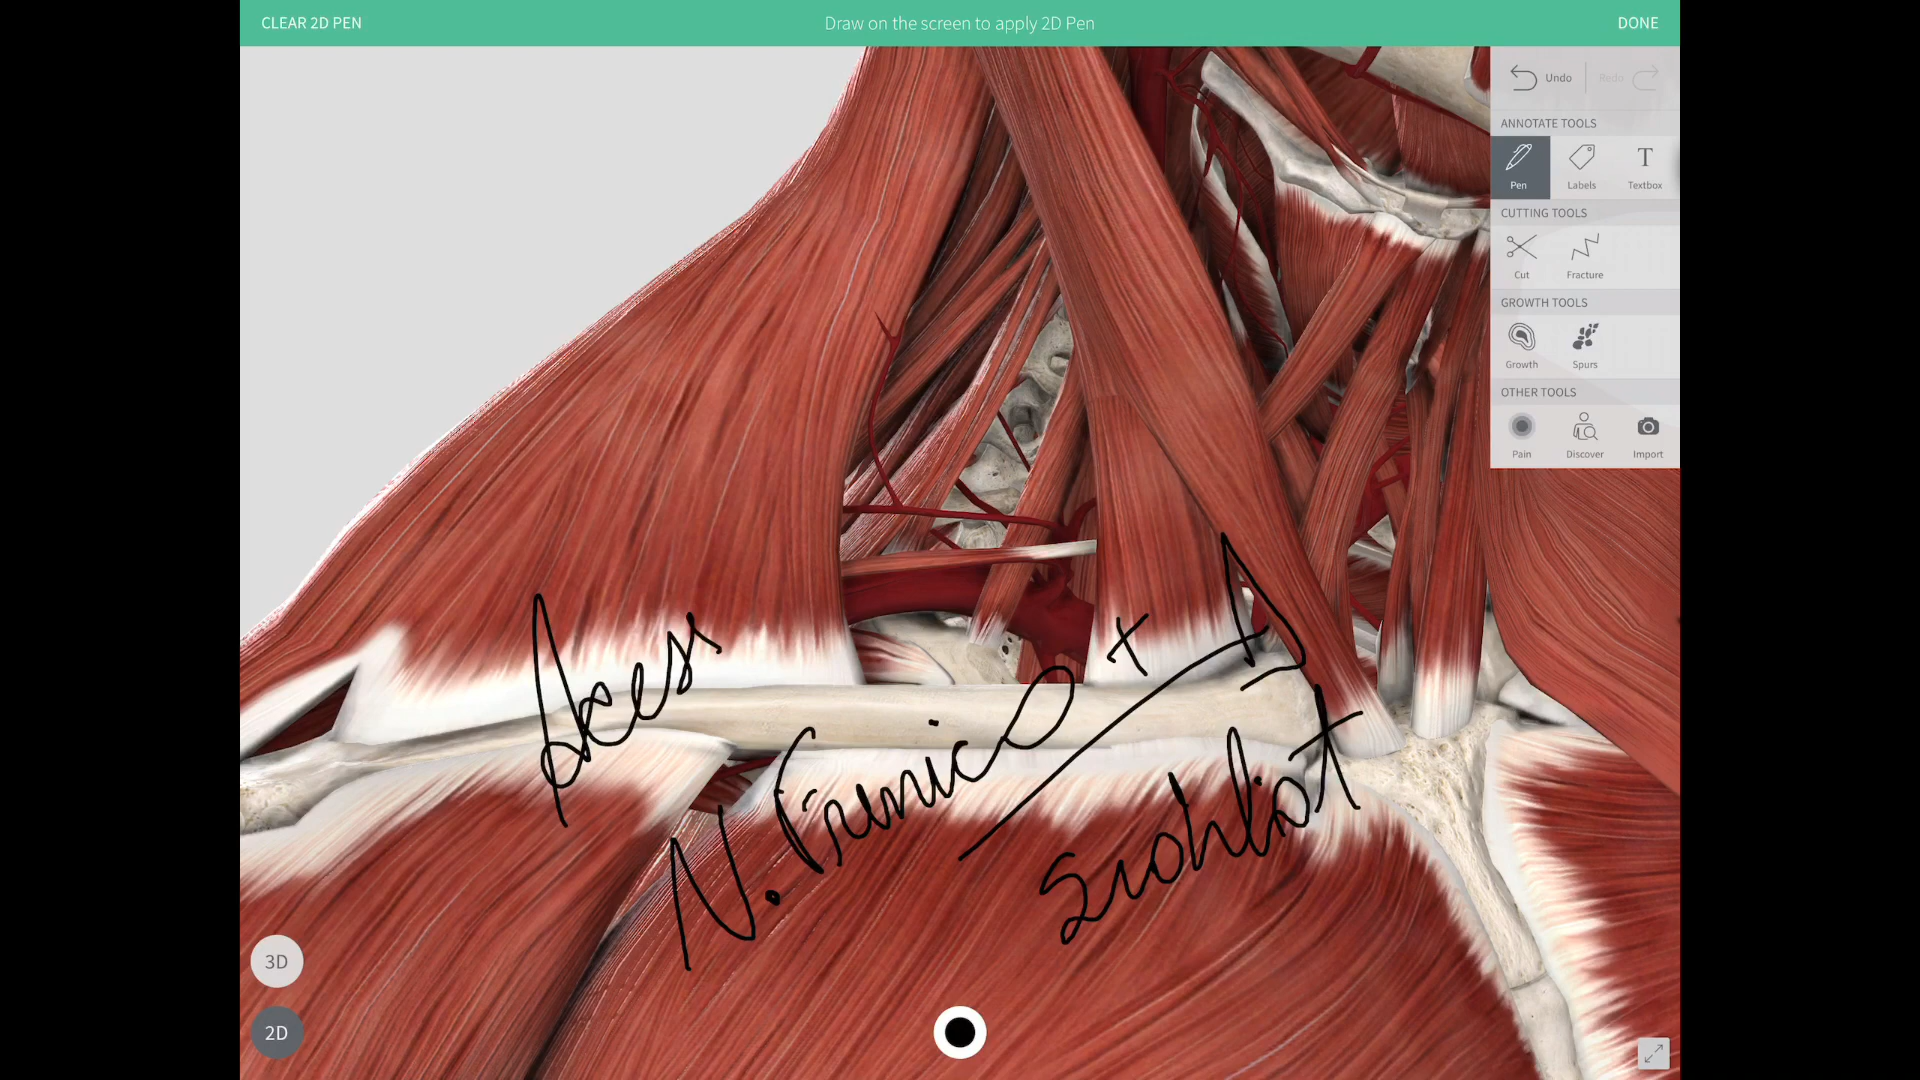 CLEAR 2D PEN
Draw on the screen to apply 2D Pen
DONE
Undo
Redo
ANNOTATE TOOLS
Pen
Labels
T
Textbox
CUTTING TOOLS
Cut
Fracture
GROWTH TOOLS
Growth
Spurs
OTHER TOOLS
Pain
Discover
Import
N. Frenico +
3D
2D